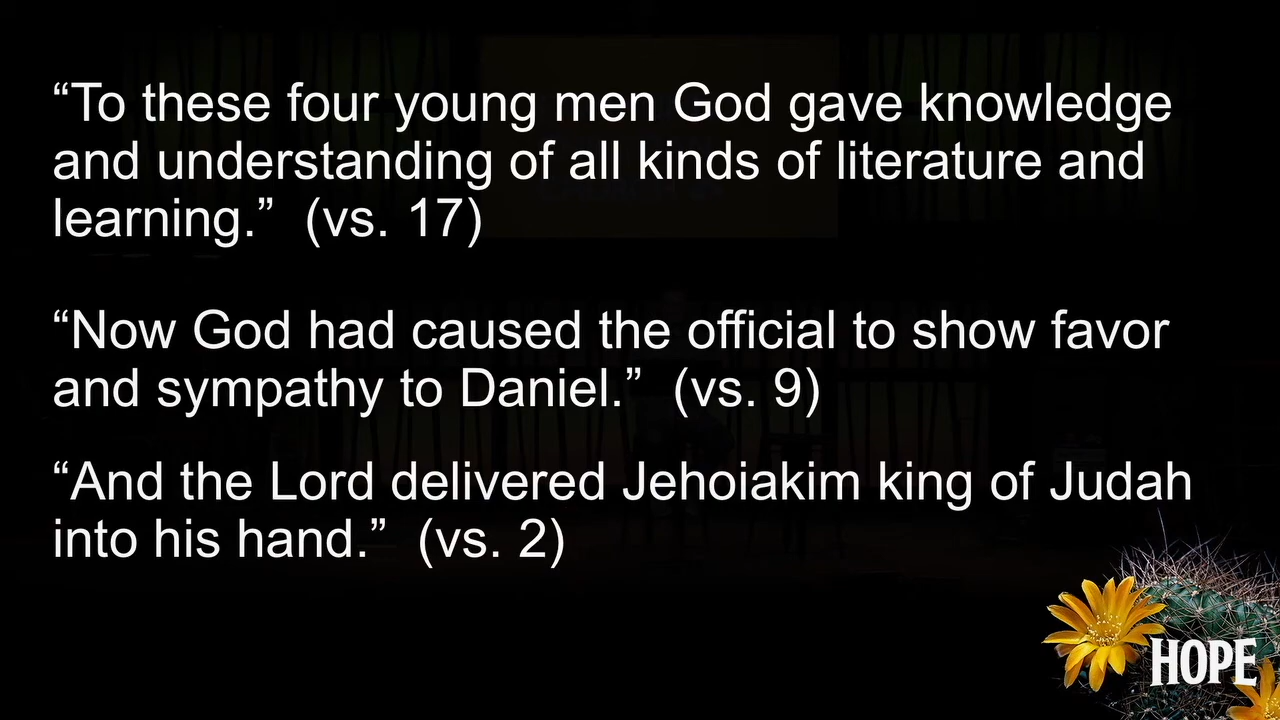 “To these four young men God gave knowledge
and understanding of all kinds of literature and
learning.”  (vs. 17)
“Now God had caused the official to show favor
and sympathy to Daniel.”  (vs. 9)
“And the Lord delivered Jehoiakim king of Judah
into his hand.”  (vs. 2)
HOPE